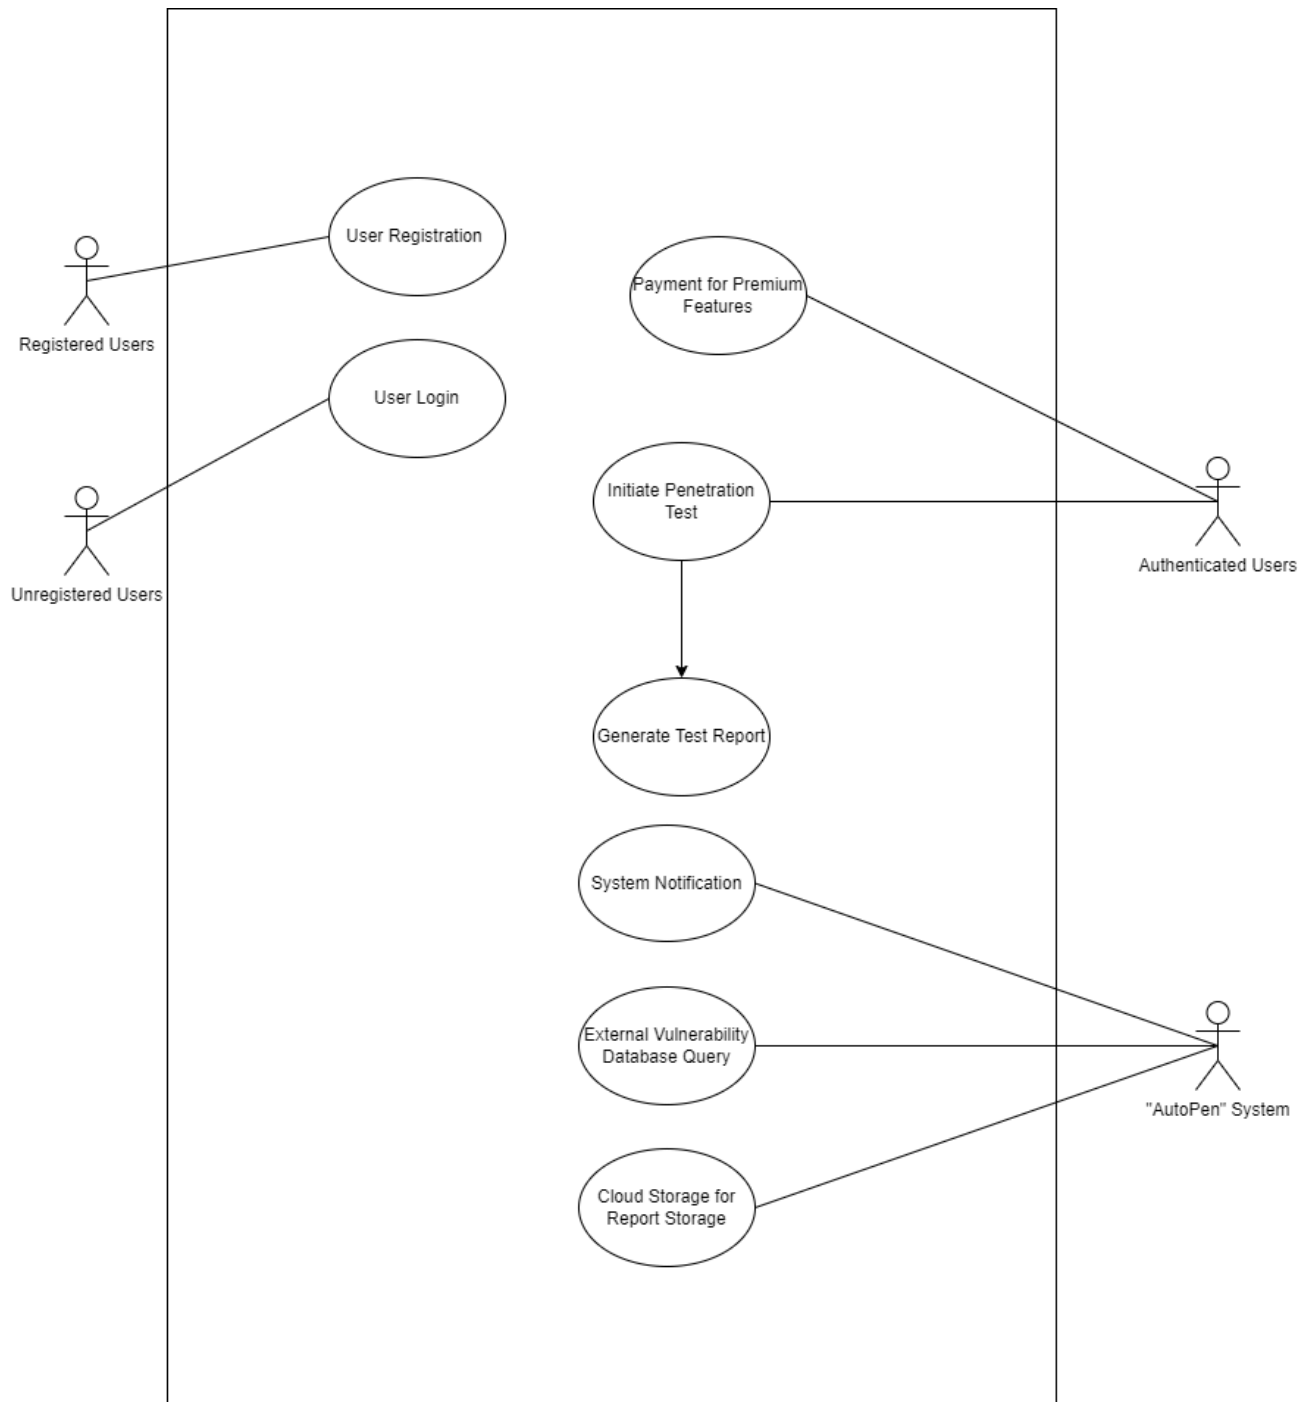 User Registration
Payment for Premium
Features
Registered Users
User Login
Initiate Penetration
Test
Authenticated Users
Unregistered Users
Generate Test Report
System Notification
External Vulnerability
Database Query
"AutoPen" System
Cloud Storage for
Report Storage